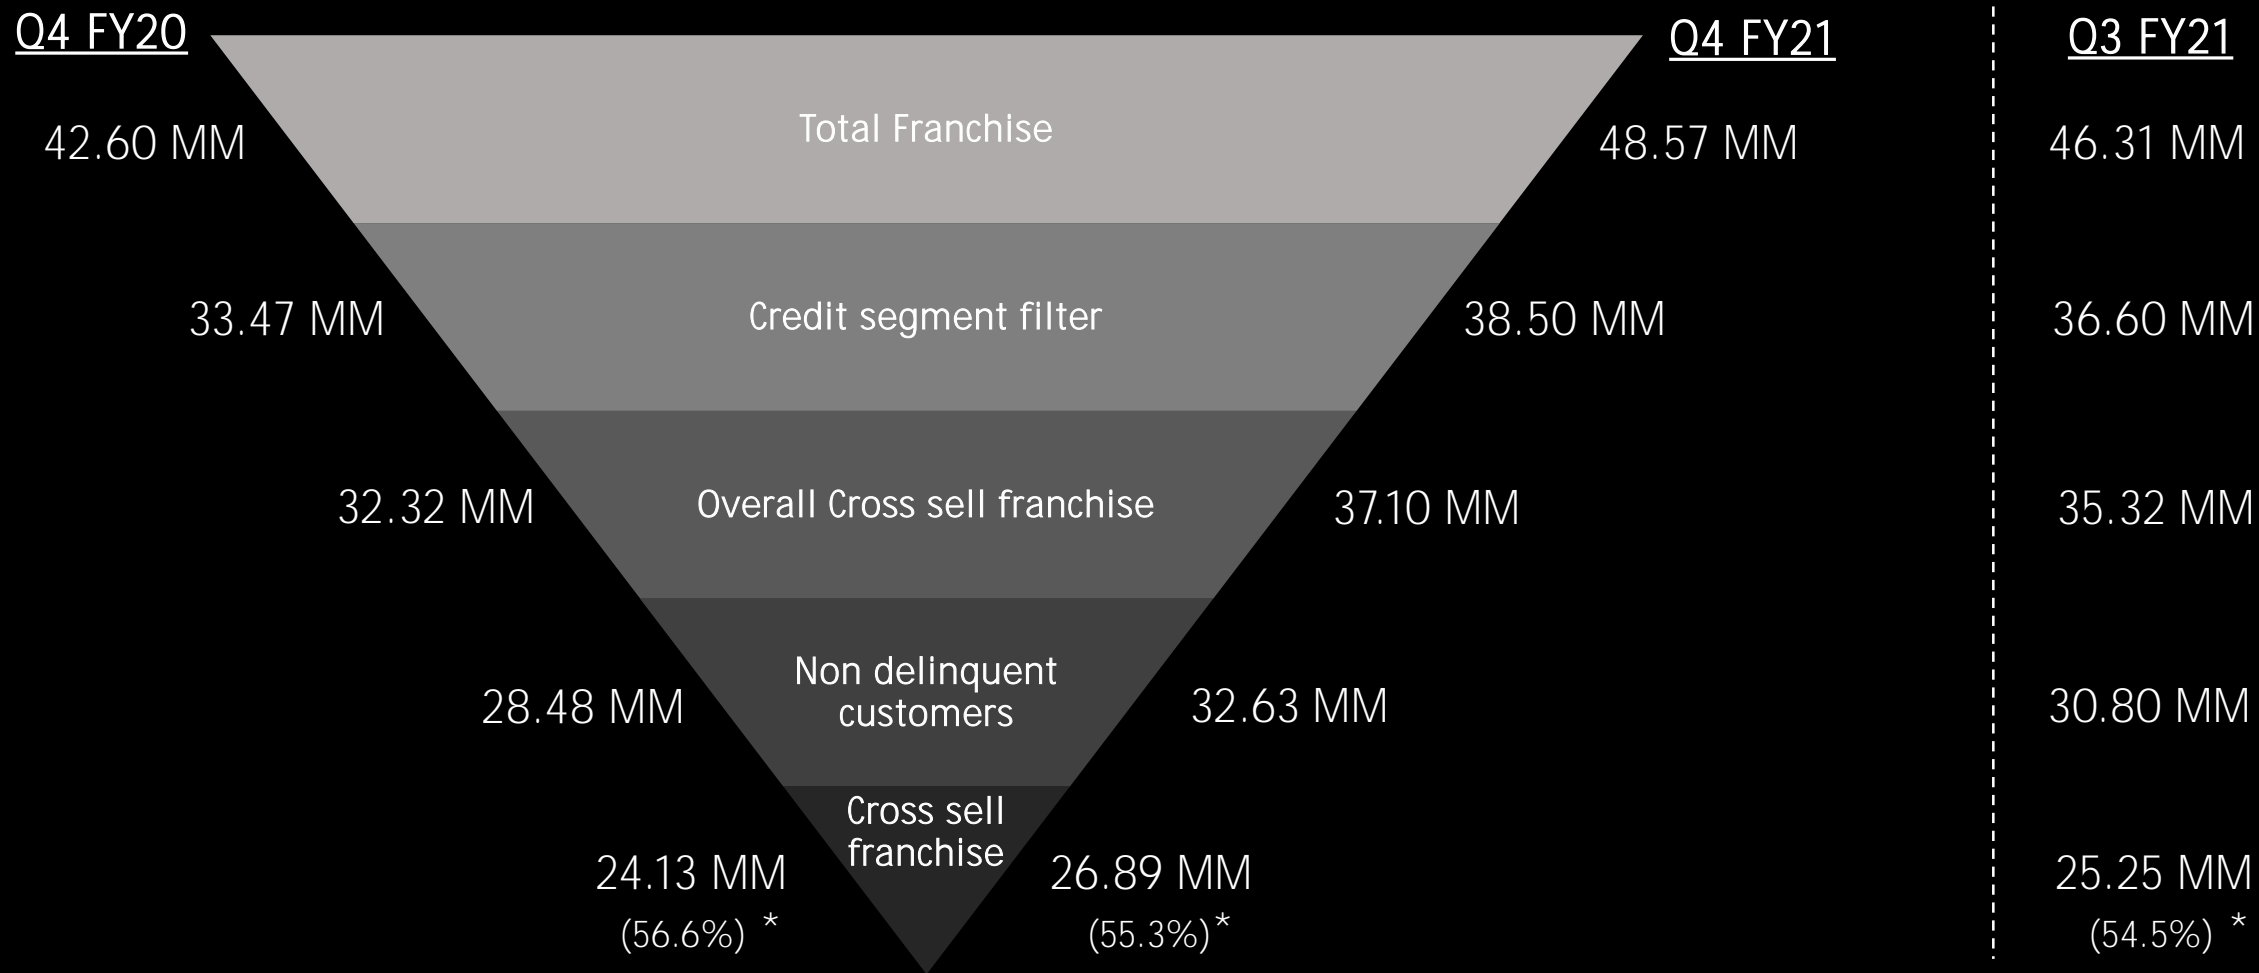 Q4 FY20
Q4 FY21
Q3 FY21
42.60 MM
Total Franchise
48.57 MM
46.31 MM
33.47 MM
Credit segment filter
38.50 MM
36.60 MM
32.32 MM
Overall Cross sell franchise
37.10 MM
35.32 MM
28.48 MM
Non delinquent
customers
32.63 MM
30.80 MM
Cross sell
franchise
24.13 MM
(56.6%) *
26.89 MM
(55.3%)*
25.25 MM
(54.5%) *